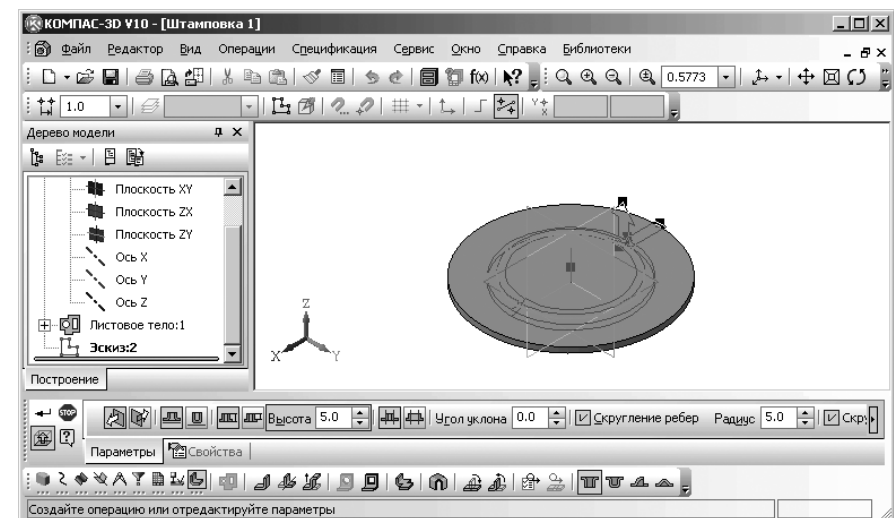 КОМПАС-3D V10 - [Штамповка 1]
Файл Редактор Вид Операции Спецификация Сервис Окно Справка Библиотеки
f(x) 0.5773
1.0
Дерево модели
Плоскость XY
Плоскость ZX
Плоскость ZY
Ось X
Ось Y
Ось Z
Листовое тело:1
Эскиз:2
Построение
Z
X
Y
STOP Высота 5.0 Угол уклона 0.0 Скругление ребер Радиус 5.0 Скру
Параметры Свойства
Создайте операцию или отредактируйте параметры